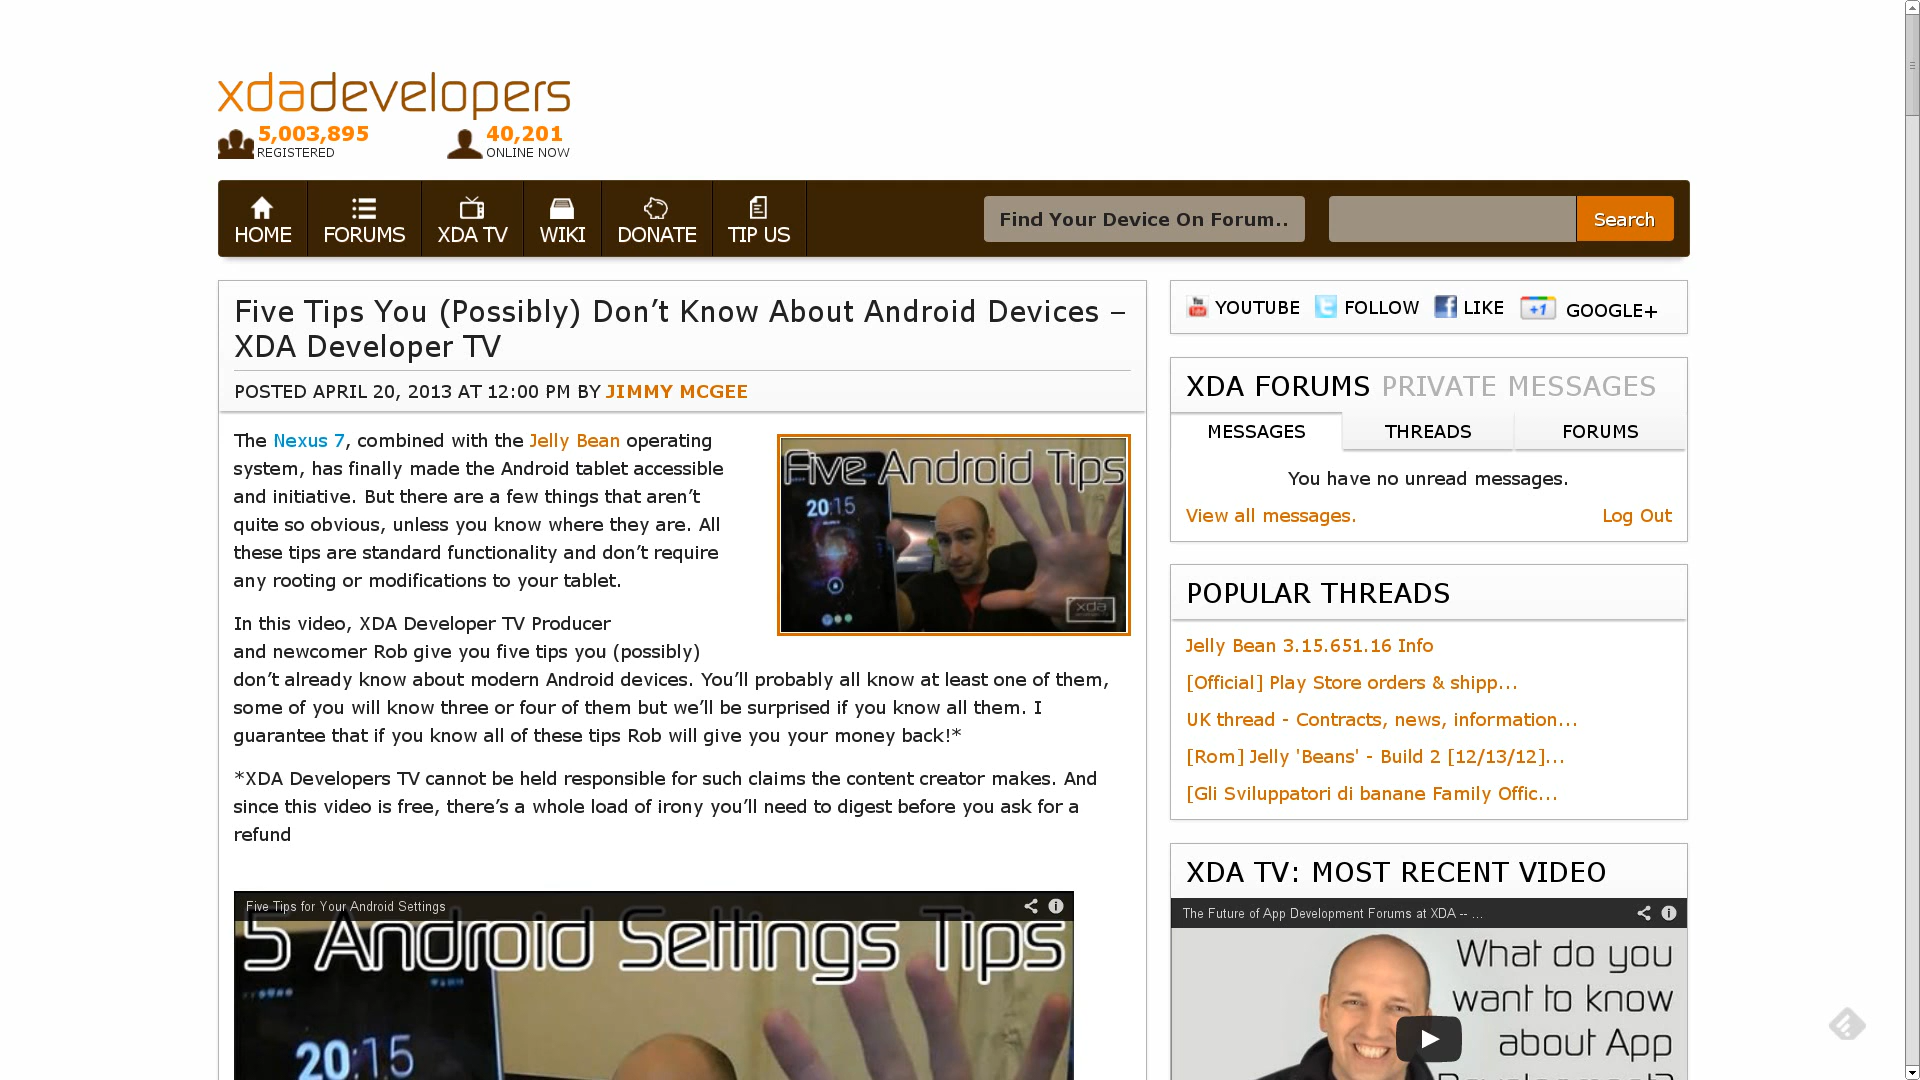 xdadevelopers
5,003,895
REGISTERED
40,201
ONLINE NOW
HOME
FORUMS
XDA TV
WIKI
DONATE
TIP US
Find Your Device On Forum..
Search
Five Tips You (Possibly) Don’t Know About Android Devices –
XDA Developer TV
POSTED APRIL 20, 2013 AT 12:00 PM BY JIMMY MCGEE
The Nexus 7, combined with the Jelly Bean operating
system, has finally made the Android tablet accessible
and initiative. But there are a few things that aren’t
quite so obvious, unless you know where they are. All
these tips are standard functionality and don’t require
any rooting or modifications to your tablet.
Five Android Tips
20:15
xda
In this video, XDA Developer TV Producer
and newcomer Rob give you five tips you (possibly)
don’t already know about modern Android devices. You’ll probably all know at least one of them,
some of you will know three or four of them but we’ll be surprised if you know all them. I
guarantee that if you know all of these tips Rob will give you your money back!*
*XDA Developers TV cannot be held responsible for such claims the content creator makes. And
since this video is free, there’s a whole load of irony you’ll need to digest before you ask for a
refund
Five Tips for Your Android Settings
5 Android Settings Tips
20:15
YOUTUBE
FOLLOW
LIKE
+1
GOOGLE+
XDA FORUMS PRIVATE MESSAGES
MESSAGES
THREADS
FORUMS
You have no unread messages.
View all messages.
Log Out
POPULAR THREADS
Jelly Bean 3.15.651.16 Info
[Official] Play Store orders & shipp...
UK thread - Contracts, news, information...
[Rom] Jelly 'Beans' - Build 2 [12/13/12]...
[Gli Sviluppatori di banane Family Offic...
XDA TV: MOST RECENT VIDEO
The Future of App Development Forums at XDA -- ...
What do you
want to know
about App
Development?